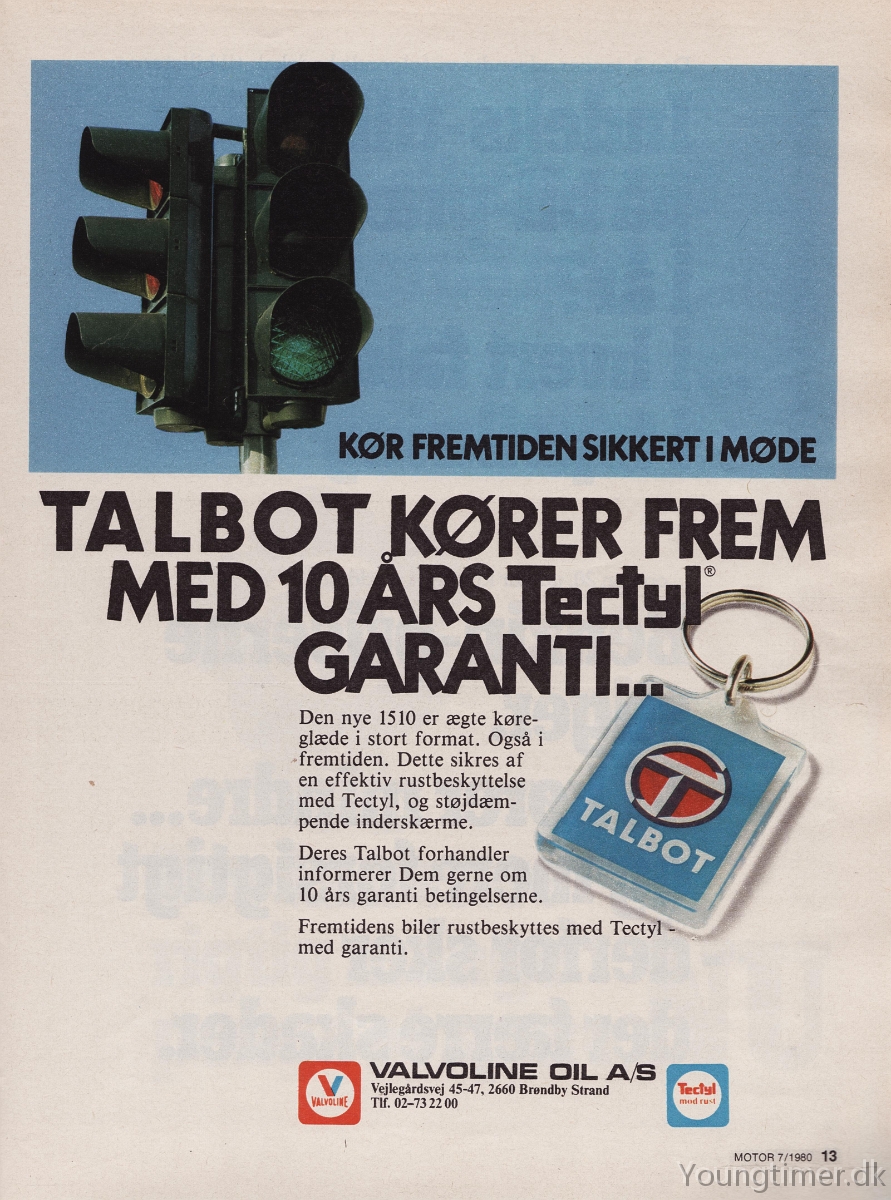 KØR FREMTIDEN SIKKERT I MØDE
TALBOT KØRER FREM
MED 10 ÅRS Tectyl®
GARANTI...
Den nye 1510 er ægte køre-
glæde i stort format. Også i
fremtiden. Dette sikres af
en effektiv rustbeskyttelse
med Tectyl, og støjdæm-
pende inderskærme.
Deres Talbot forhandler
informerer Dem gerne om
10 års garanti betingelserne.
Fremtidens biler rustbeskyttes med Tectyl -
med garanti.
TALBOT
VALVOLINE
VALVOLINE OIL A/S
Vejlegårdsvej 45-47, 2660 Brøndby Strand
Tlf. 02-73 22 00
Tectyl
mod rust
MOTOR 7/1980 13
Youngtimer.dk